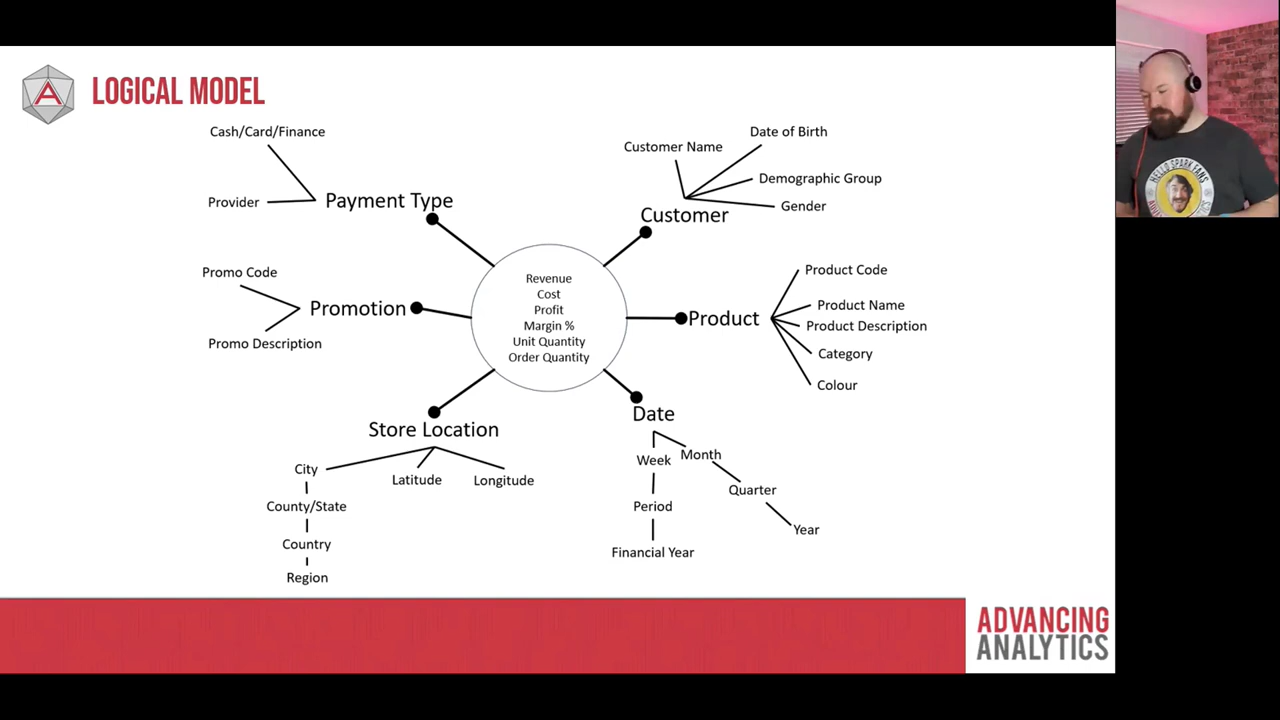 A
LOGICAL MODEL
Cash/Card/Finance
Provider
Payment Type
Customer Name
Date of Birth
Demographic Group
Gender
Customer
Promo Code
Promotion
Promo Description
Revenue
Cost
Profit
Margin %
Unit Quantity
Order Quantity
Product
Product Code
Product Name
Product Description
Category
Colour
Store Location
City
Latitude
Longitude
County/State
Country
Region
Date
Week
Month
Quarter
Year
Period
Financial Year
ADVANCING
ANALYTICS
HELLO SPARK FANS